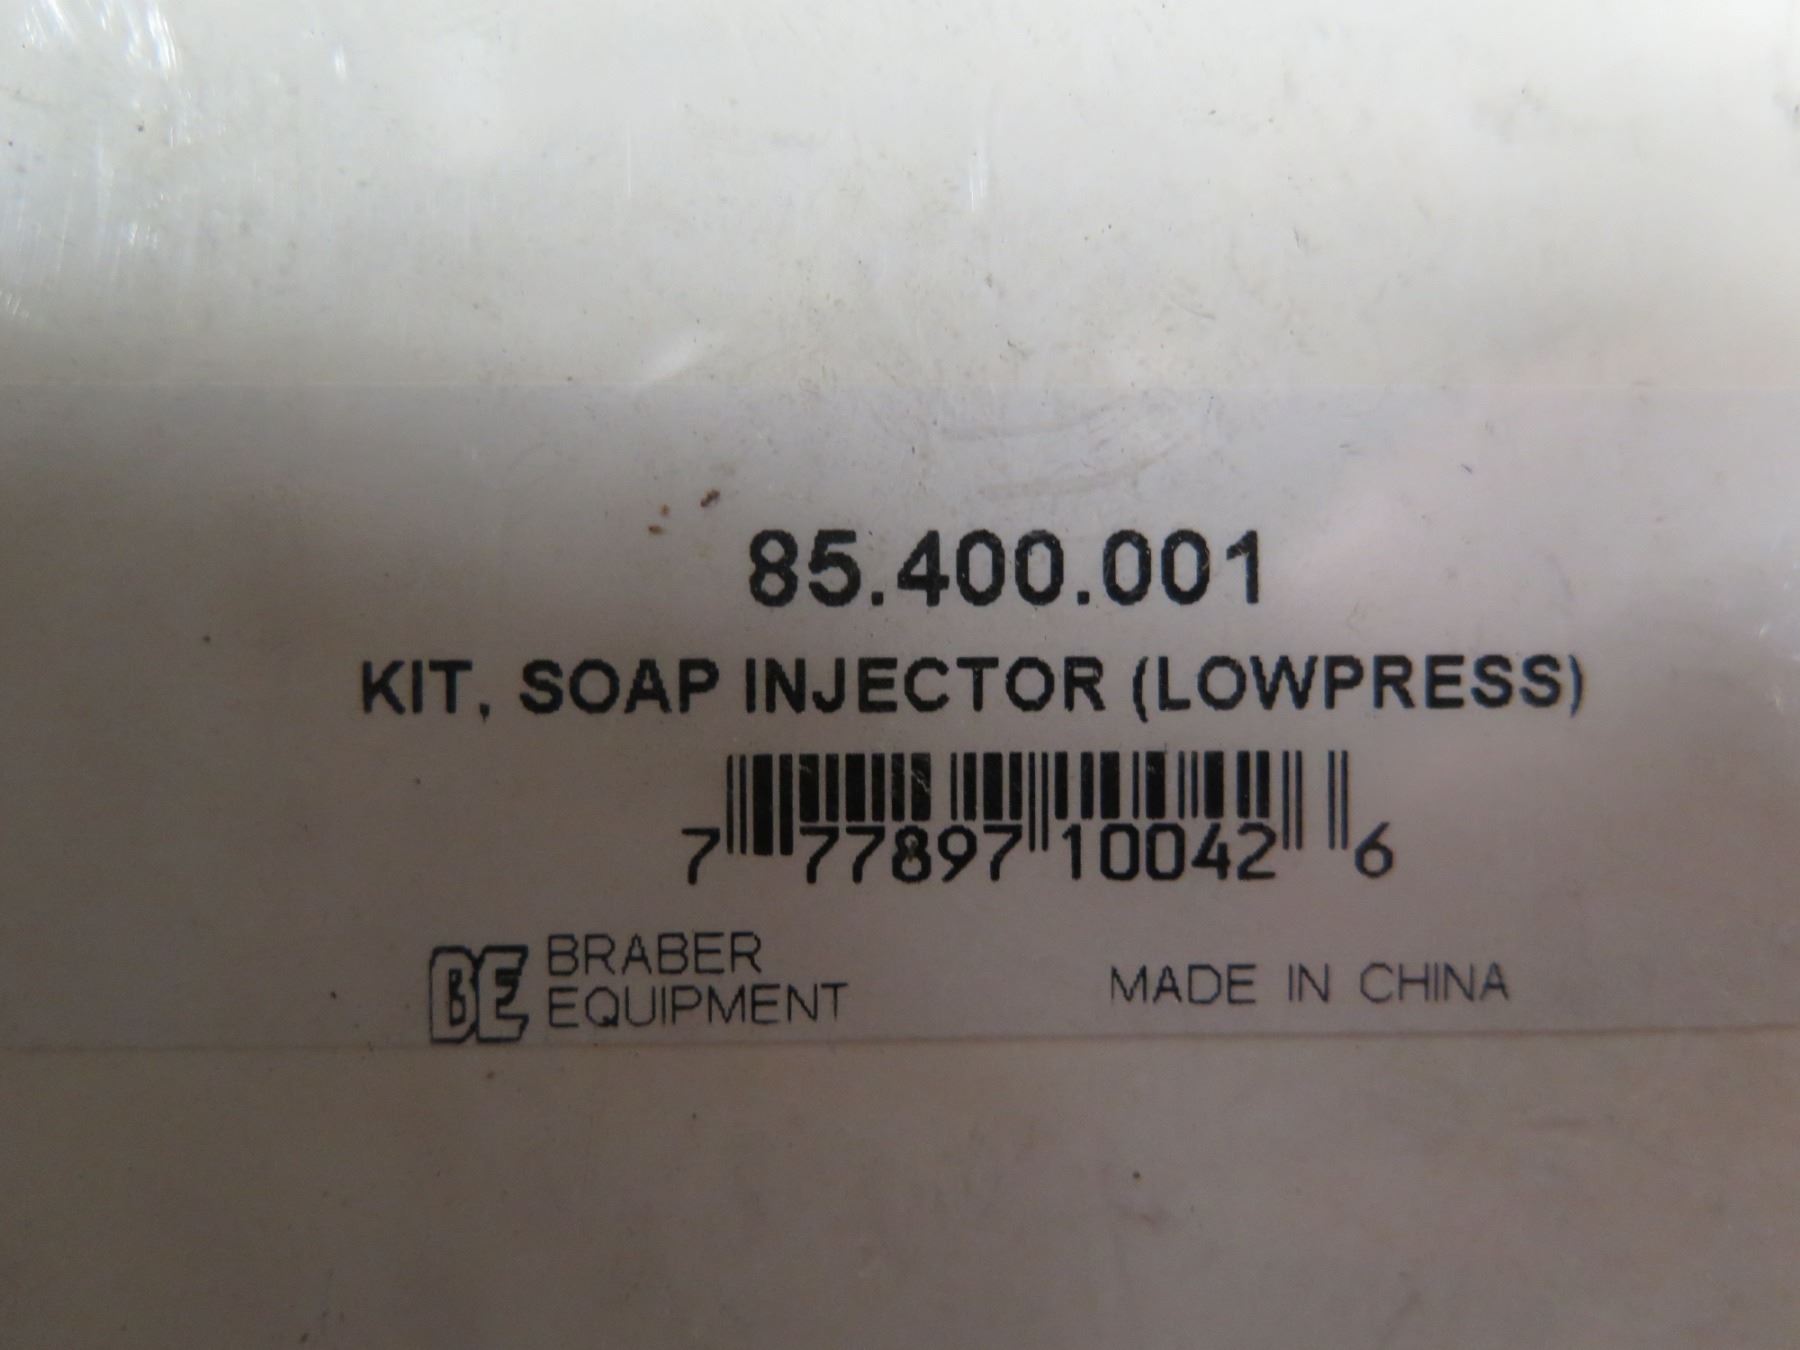 85.400.001
KIT, SOAP INJECTOR (LOWPRESS)
7 77897 10042 6
BE BRABER
EQUIPMENT
MADE IN CHINA